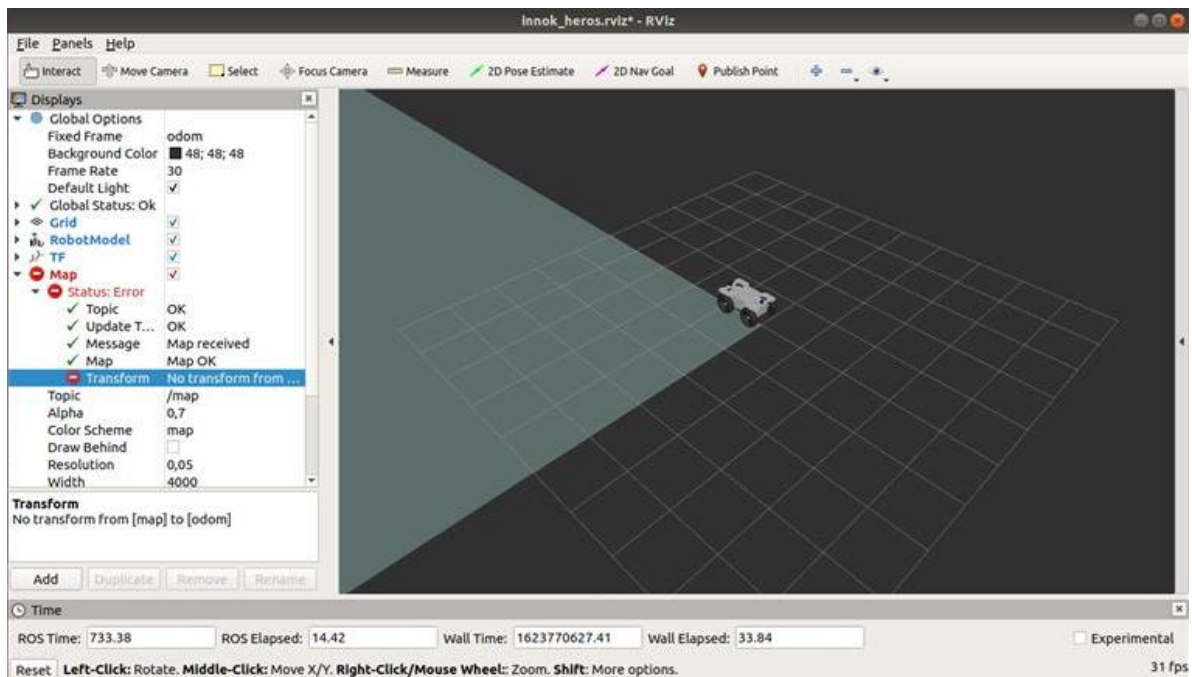 innok_heros.rviz* - RViz
File Panels Help
Interact Move Camera Select Focus Camera Measure 2D Pose Estimate 2D Nav Goal Publish Point
Displays
Global Options
Fixed Frame odom
Background Color 48; 48; 48
Frame Rate 30
Default Light
Global Status: Ok
Grid
RobotModel
TF
Map
Status: Error
Topic OK
Update T... OK
Message Map received
Map Map OK
Transform No transform from ...
Topic /map
Alpha 0,7
Color Scheme map
Draw Behind
Resolution 0,05
Width 4000
Transform
No transform from [map] to [odom]
Add Duplicate Remove Rename
Time
ROS Time: 733.38 ROS Elapsed: 14.42 Wall Time: 1623770627.41 Wall Elapsed: 33.84 Experimental
Reset Left-Click: Rotate. Middle-Click: Move X/Y. Right-Click/Mouse Wheel:: Zoom. Shift: More options. 31 fps